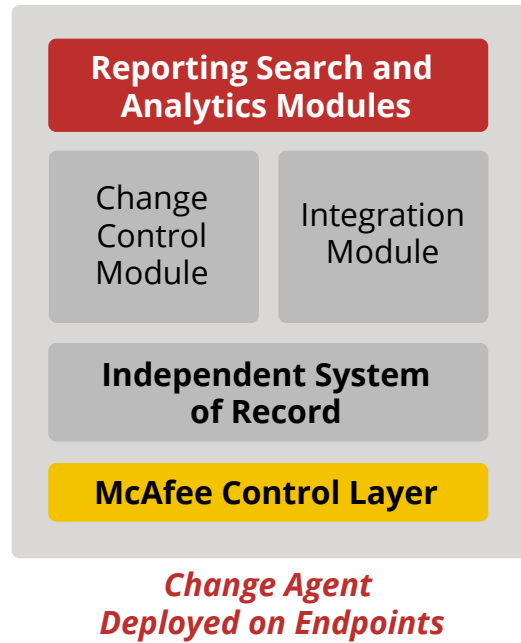 Reporting Search and
Analytics Modules
Change
Control
Module
Integration
Module
Independent System
of Record
McAfee Control Layer
Change Agent
Deployed on Endpoints